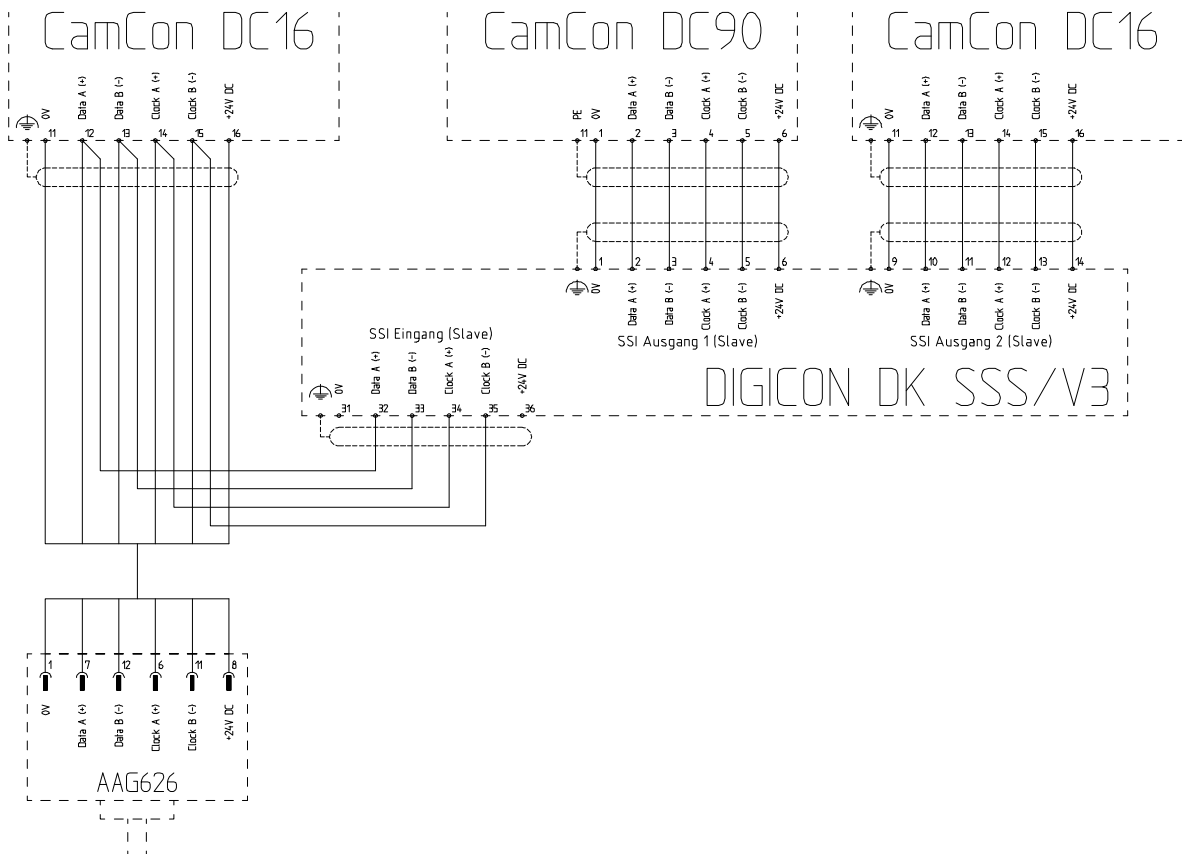 CamCon DC16
CamCon DC90
CamCon DC16
0V
Data A (+)
Data B (-)
Clock A (+)
Clock B (-)
+24V DC
11 12 13 14 15 16
PE
0V
Data A (+)
Data B (-)
Clock A (+)
Clock B (-)
+24V DC
11 1 2 3 4 5 6
0V
Data A (+)
Data B (-)
Clock A (+)
Clock B (-)
+24V DC
11 12 13 14 15 16
1 2 3 4 5 6
0V
Data A (+)
Data B (-)
Clock A (+)
Clock B (-)
+24V DC
SSI Ausgang 1 (Slave)
9 10 11 12 13 14
0V
Data A (+)
Data B (-)
Clock A (+)
Clock B (-)
+24V DC
SSI Ausgang 2 (Slave)
SSI Eingang (Slave)
0V
Data A (+)
Data B (-)
Clock A (+)
Clock B (-)
+24V DC
31 32 33 34 35 36
DIGICON DK SSS/V3
1 7 12 6 11 8
0V
Data A (+)
Data B (-)
Clock A (+)
Clock B (-)
+24V DC
AAG626